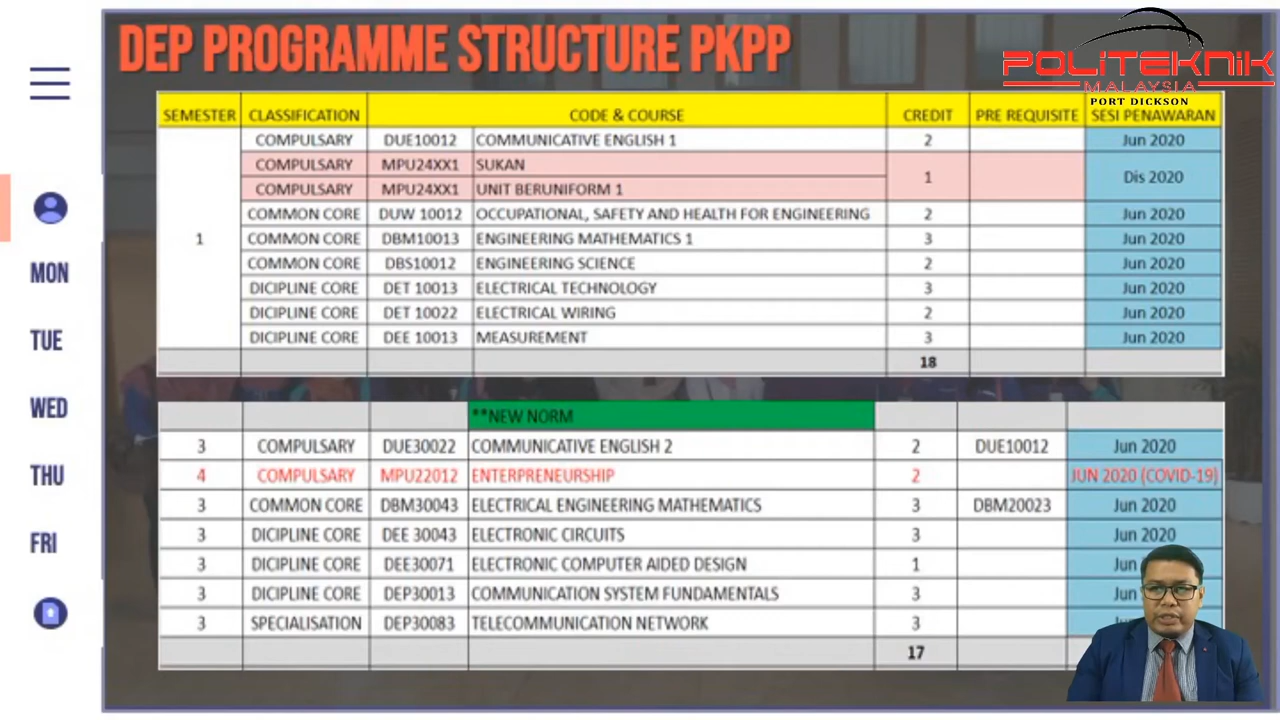 DEP PROGRAMME STRUCTURE PKPP
POLITEKNIK
MALAYSIA
PORT DICKSON
SEMESTER CLASSIFICATION CODE & COURSE CREDIT PRE REQUISITE SESI PENAWARAN
COMPULSARY DUE10012 COMMUNICATIVE ENGLISH 1 2 Jun 2020
COMPULSARY MPU24XX1 SUKAN
1 Dis 2020
COMPULSARY MPU24XX1 UNIT BERUNIFORM 1
COMMON CORE DUW 10012 OCCUPATIONAL, SAFETY AND HEALTH FOR ENGINEERING 2 Jun 2020
1 COMMON CORE DBM10013 ENGINEERING MATHEMATICS 1 3 Jun 2020
COMMON CORE DBS10012 ENGINEERING SCIENCE 2 Jun 2020
DICIPLINE CORE DET 10013 ELECTRICAL TECHNOLOGY 3 Jun 2020
DICIPLINE CORE DET 10022 ELECTRICAL WIRING 2 Jun 2020
DICIPLINE CORE DEE 10013 MEASUREMENT 3 Jun 2020
18
**NEW NORM
3 COMPULSARY DUE30022 COMMUNICATIVE ENGLISH 2 2 DUE10012 Jun 2020
4 COMPULSARY MPU22012 ENTERPRENEURSHIP 2 JUN 2020 (COVID-19)
3 COMMON CORE DBM30043 ELECTRICAL ENGINEERING MATHEMATICS 3 DBM20023 Jun 2020
3 DICIPLINE CORE DEE 30043 ELECTRONIC CIRCUITS 3 Jun 2020
3 DICIPLINE CORE DEE30071 ELECTRONIC COMPUTER AIDED DESIGN 1 Jun
3 DICIPLINE CORE DEP30013 COMMUNICATION SYSTEM FUNDAMENTALS 3 Jun
3 SPECIALISATION DEP30083 TELECOMMUNICATION NETWORK 3
17
MON
TUE
WED
THU
FRI